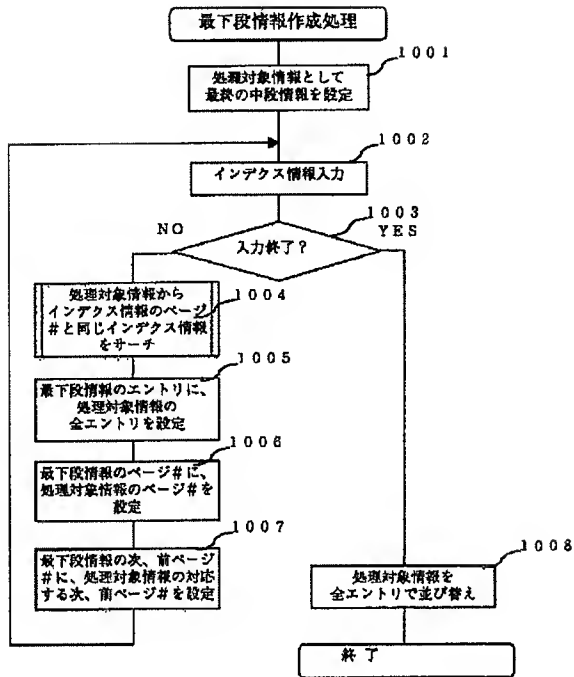 最下段情報作成処理
1001
処理対象情報として
最終の中段情報を設定
1002
インデクス情報入力
1003
NO
YES
入力終了？
1004
処理対象情報から
インデクス情報のページ
#と同じインデクス情報
をサーチ
1005
最下段情報のエントリに、
処理対象情報の
全エントリを設定
1006
最下段情報のページ#に、
処理対象情報のページ#を
設定
1007
最下段情報の次、前ページ
#に、処理対象情報の対応
する次、前ページ#を設定
1008
処理対象情報を
全エントリで並び替え
終了